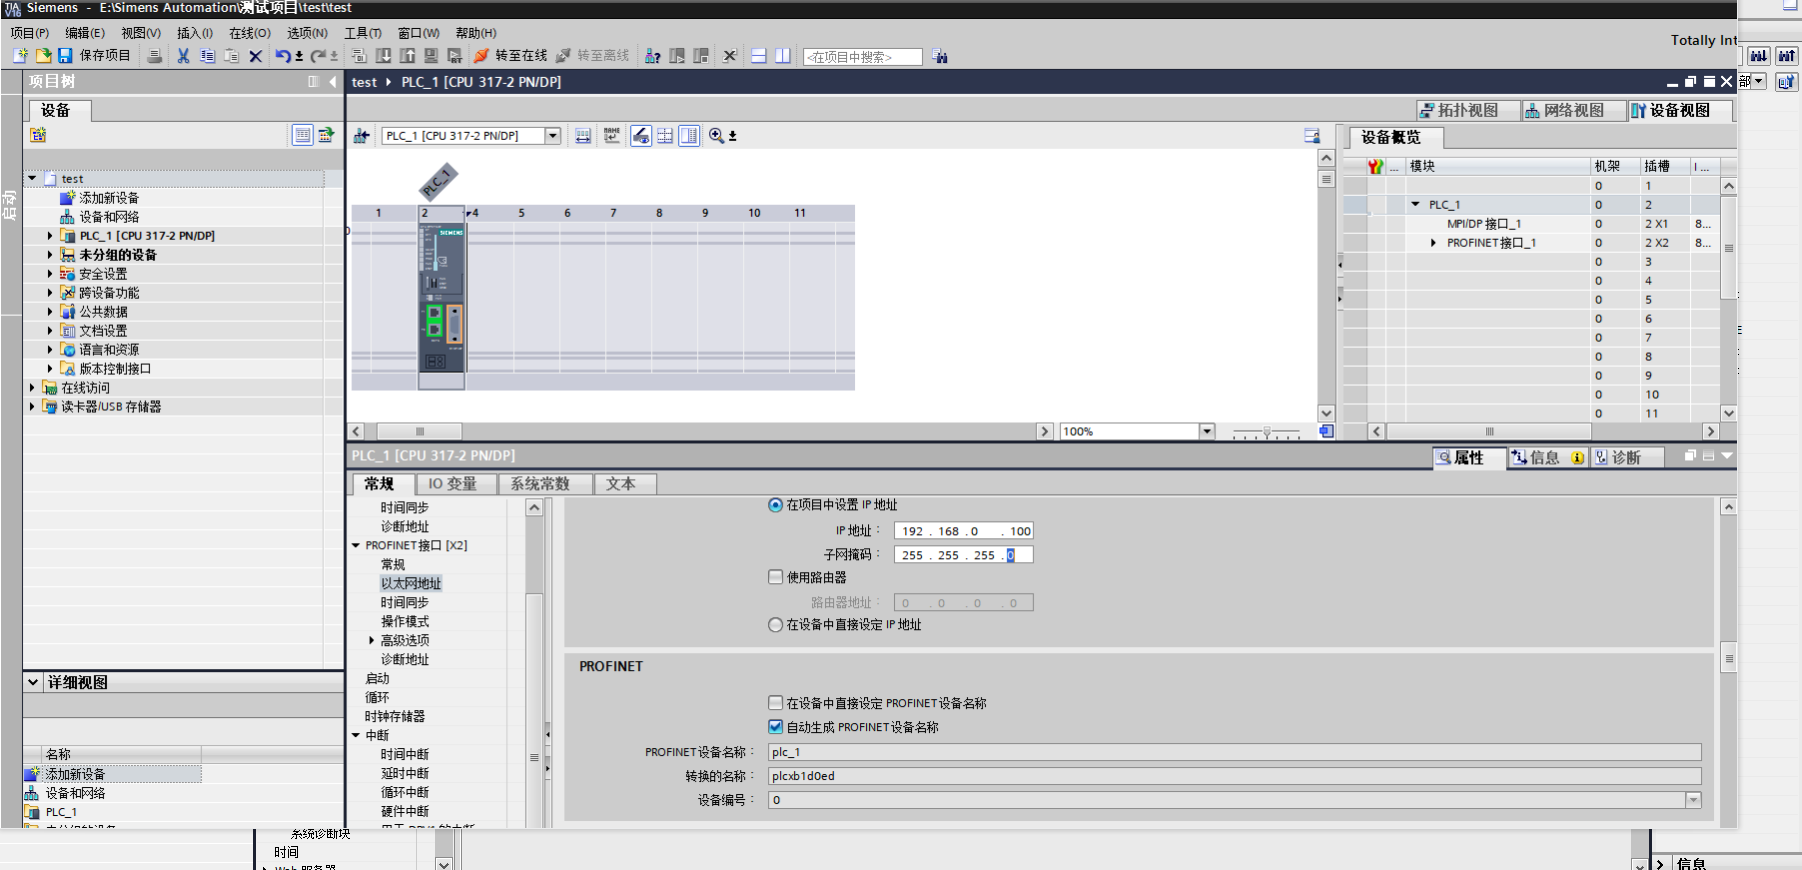 TIA V16 Siemens - E:\Simens Automation\测试项目\test\test
项目(P) 编辑(E) 视图(V) 插入(I) 在线(O) 选项(N) 工具(T) 窗口(W) 帮助(H)
Totally Int
保存项目 转至在线 转至离线 <在项目中搜索>
项目树
test PLC_1 [CPU 317-2 PN/DP]
设备
拓扑视图 网络视图 设备视图
PLC_1 [CPU 317-2 PN/DP]
设备概览
启动
test
添加新设备
设备和网络
PLC_1 [CPU 317-2 PN/DP]
未分组的设备
安全设置
跨设备功能
公共数据
文档设置
语言和资源
版本控制接口
在线访问
读卡器/USB 存储器
PLC_1
1 2 4 5 6 7 8 9 10 11
SIEMENS
... 模块 机架 插槽 I ...
0 1
PLC_1 0 2
MPI/DP 接口_1 0 2 X1 8...
PROFINET接口_1 0 2 X2 8...
0 3
0 4
0 5
0 6
0 7
0 8
0 9
0 10
0 11
100%
PLC_1 [CPU 317-2 PN/DP]
属性 信息 诊断
常规 IO 变量 系统常数 文本
时间同步
诊断地址
PROFINET接口 [X2]
常规
以太网地址
时间同步
操作模式
高级选项
诊断地址
启动
循环
时钟存储器
中断
时间中断
延时中断
循环中断
硬件中断
在项目中设置 IP 地址
IP 地址: 192 . 168 . 0 . 100
子网掩码: 255 . 255 . 255 . 0
使用路由器
路由器地址: 0 . 0 . 0 . 0
在设备中直接设定 IP 地址
PROFINET
在设备中直接设定 PROFINET设备名称
自动生成 PROFINET设备名称
PROFINET设备名称: plc_1
转换的名称: plcxb1d0ed
设备编号: 0
详细视图
名称
添加新设备
设备和网络
PLC_1
系统诊断块
时间
信息